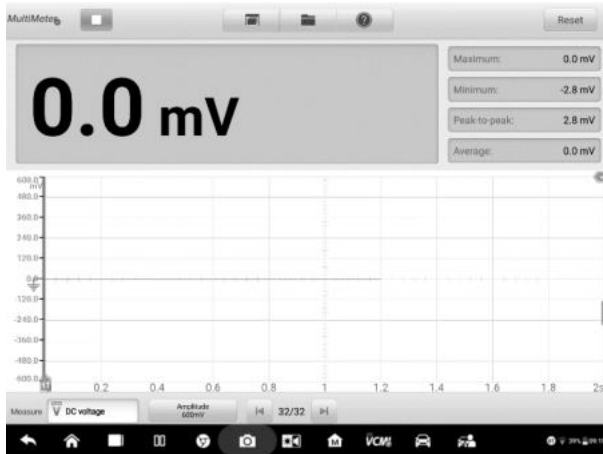 MultiMeter
Reset
0.0 mV
Maximum: 0.0 mV
Minimum: -2.8 mV
Peak-to-peak: 2.8 mV
Average: 0.0 mV
600.0
mV
480.0
360.0
240.0
120.0
0.0
-120.0
-240.0
-360.0
-480.0
-600.0
0.2 0.4 0.6 0.8 1 1.2 1.4 1.6 1.8 2s
Measure DC voltage Amplitude 32/32
600mV
VCMI